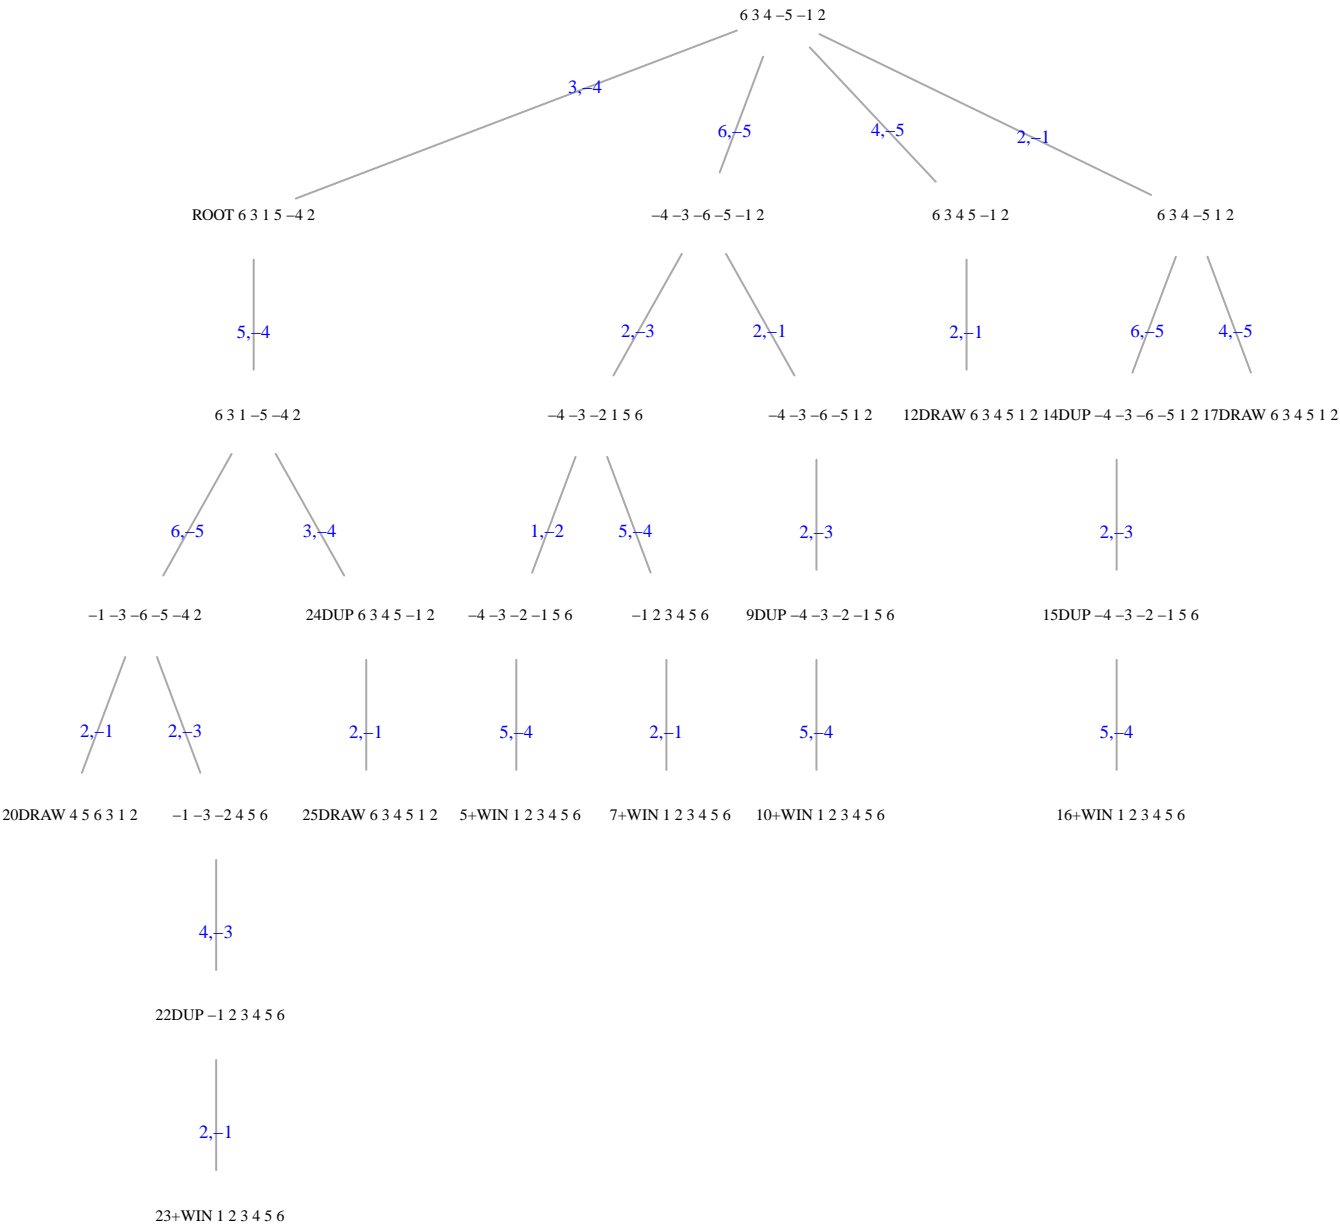 6 3 4 −5 −1 2
3,−4
6,−5 4,−5
2,−1
ROOT 6 3 1 5 −4 2 −4 −3 −6 −5 −1 2 6 3 4 5 −1 2 6 3 4 −5 1 2
5,−4 2,−3 2,−1 2,−1 6,−5 4,−5
6 3 1 −5 −4 2 −4 −3 −2 1 5 6 −4 −3 −6 −5 1 2 12DRAW 6 3 4 5 1 2 14DUP −4 −3 −6 −5 1 2 17DRAW 6 3 4 5 1 2
6,−5 3,−4 1,−2 5,−4 2,−3 2,−3
−1 −3 −6 −5 −4 2 24DUP 6 3 4 5 −1 2 −4 −3 −2 −1 5 6 −1 2 3 4 5 6 9DUP −4 −3 −2 −1 5 6 15DUP −4 −3 −2 −1 5 6
2,−1 2,−3 2,−1 5,−4 2,−1 5,−4 5,−4
20DRAW 4 5 6 3 1 2 −1 −3 −2 4 5 6 25DRAW 6 3 4 5 1 2 5+WIN 1 2 3 4 5 6 7+WIN 1 2 3 4 5 6 10+WIN 1 2 3 4 5 6 16+WIN 1 2 3 4 5 6
4,−3
22DUP −1 2 3 4 5 6
2,−1
23+WIN 1 2 3 4 5 6